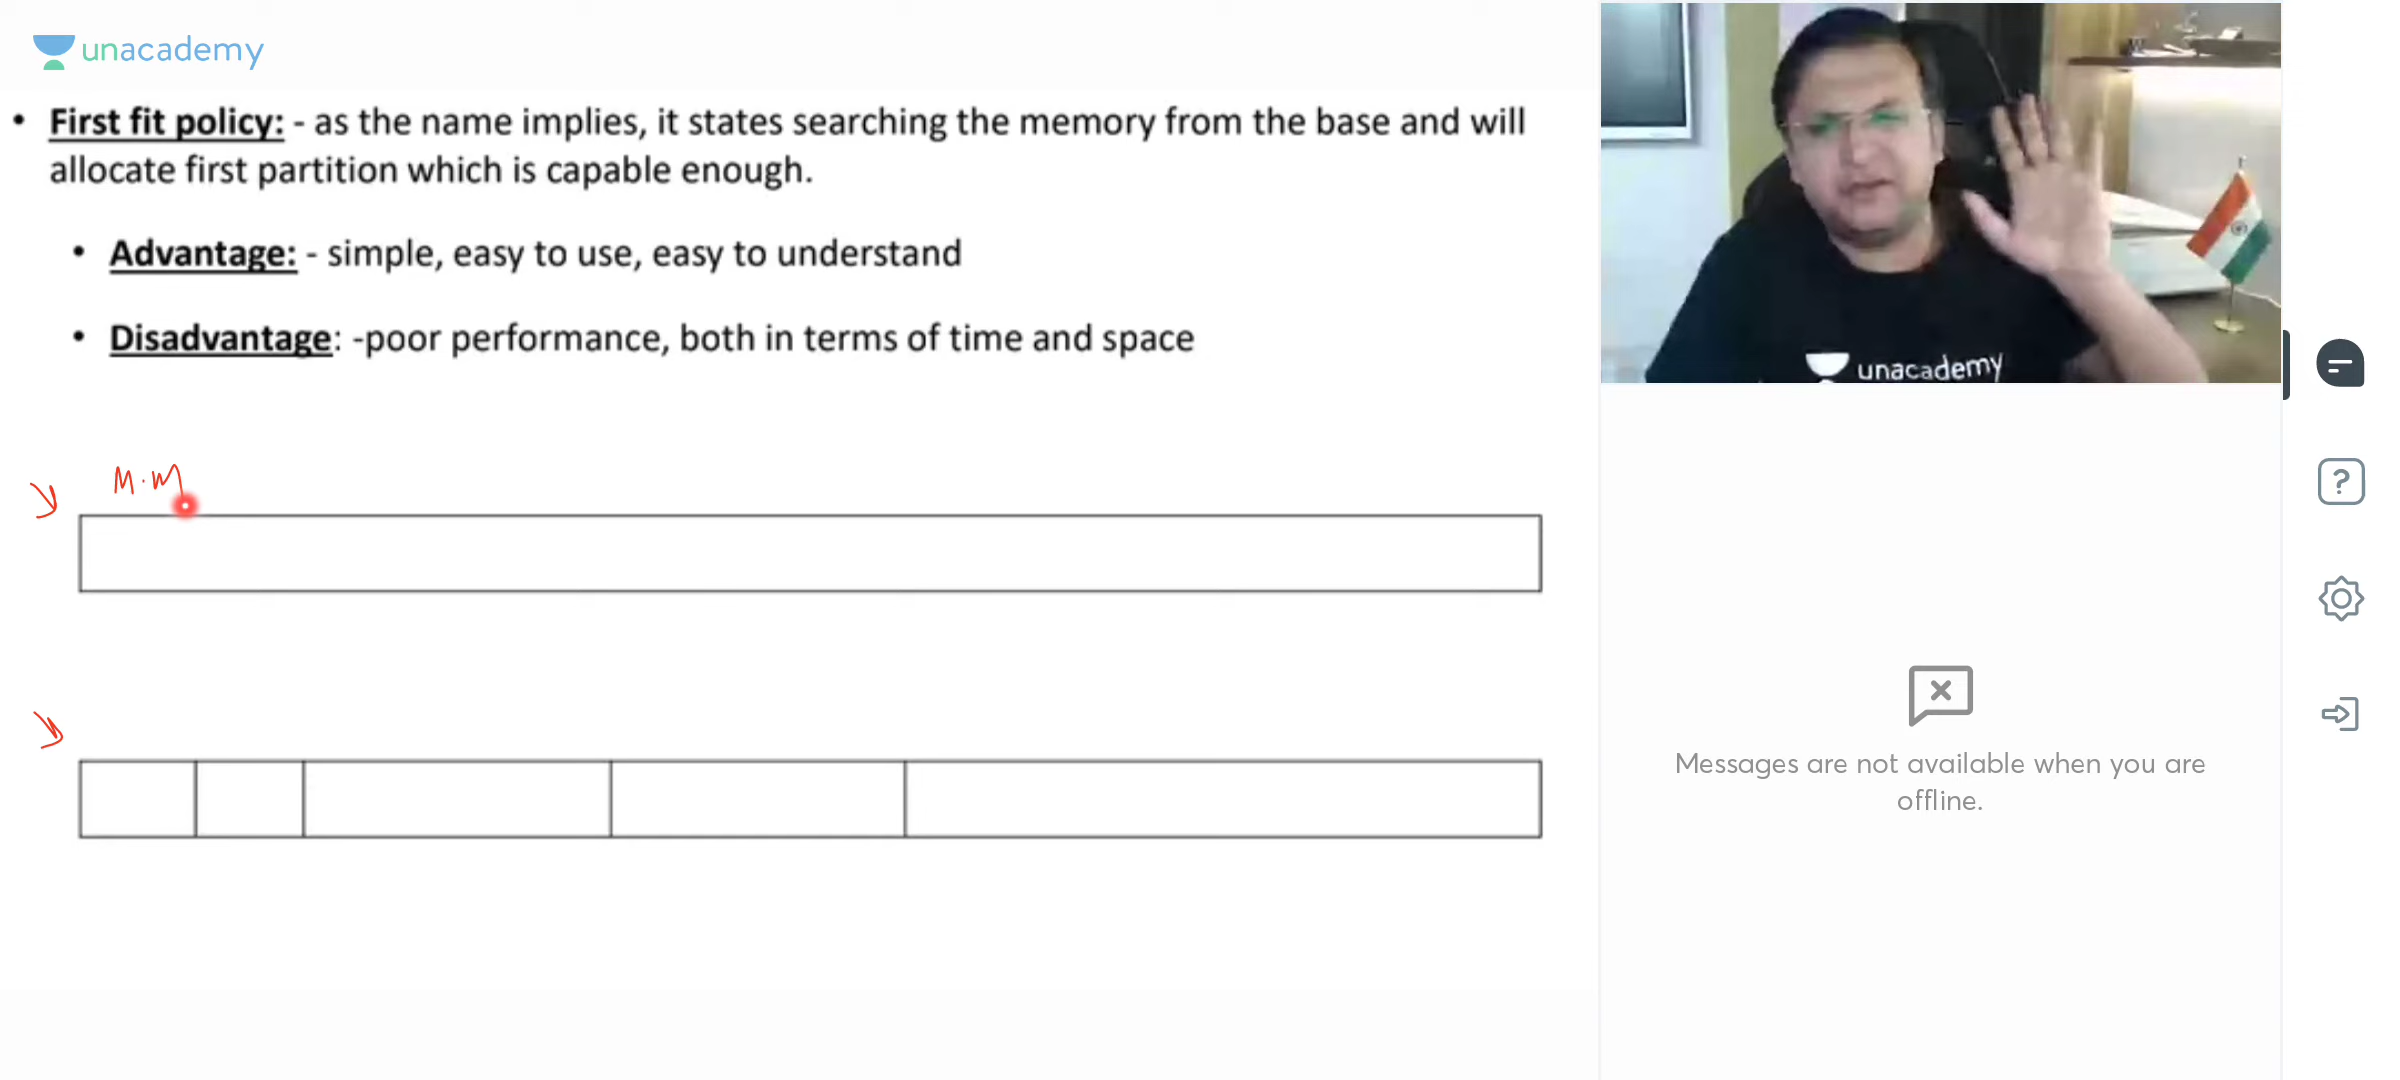 unacademy
• First fit policy: - as the name implies, it states searching the memory from the base and will
allocate first partition which is capable enough.
• Advantage: - simple, easy to use, easy to understand
• Disadvantage: -poor performance, both in terms of time and space
M.M
unacademy
?
Messages are not available when you are
offline.